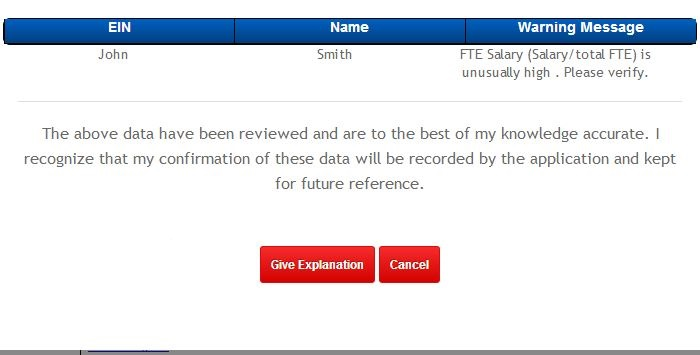 EIN Name Warning Message
John Smith FTE Salary (Salary/total FTE) is
unusually high . Please verify.
The above data have been reviewed and are to the best of my knowledge accurate. I
recognize that my confirmation of these data will be recorded by the application and kept
for future reference.
Give Explanation Cancel